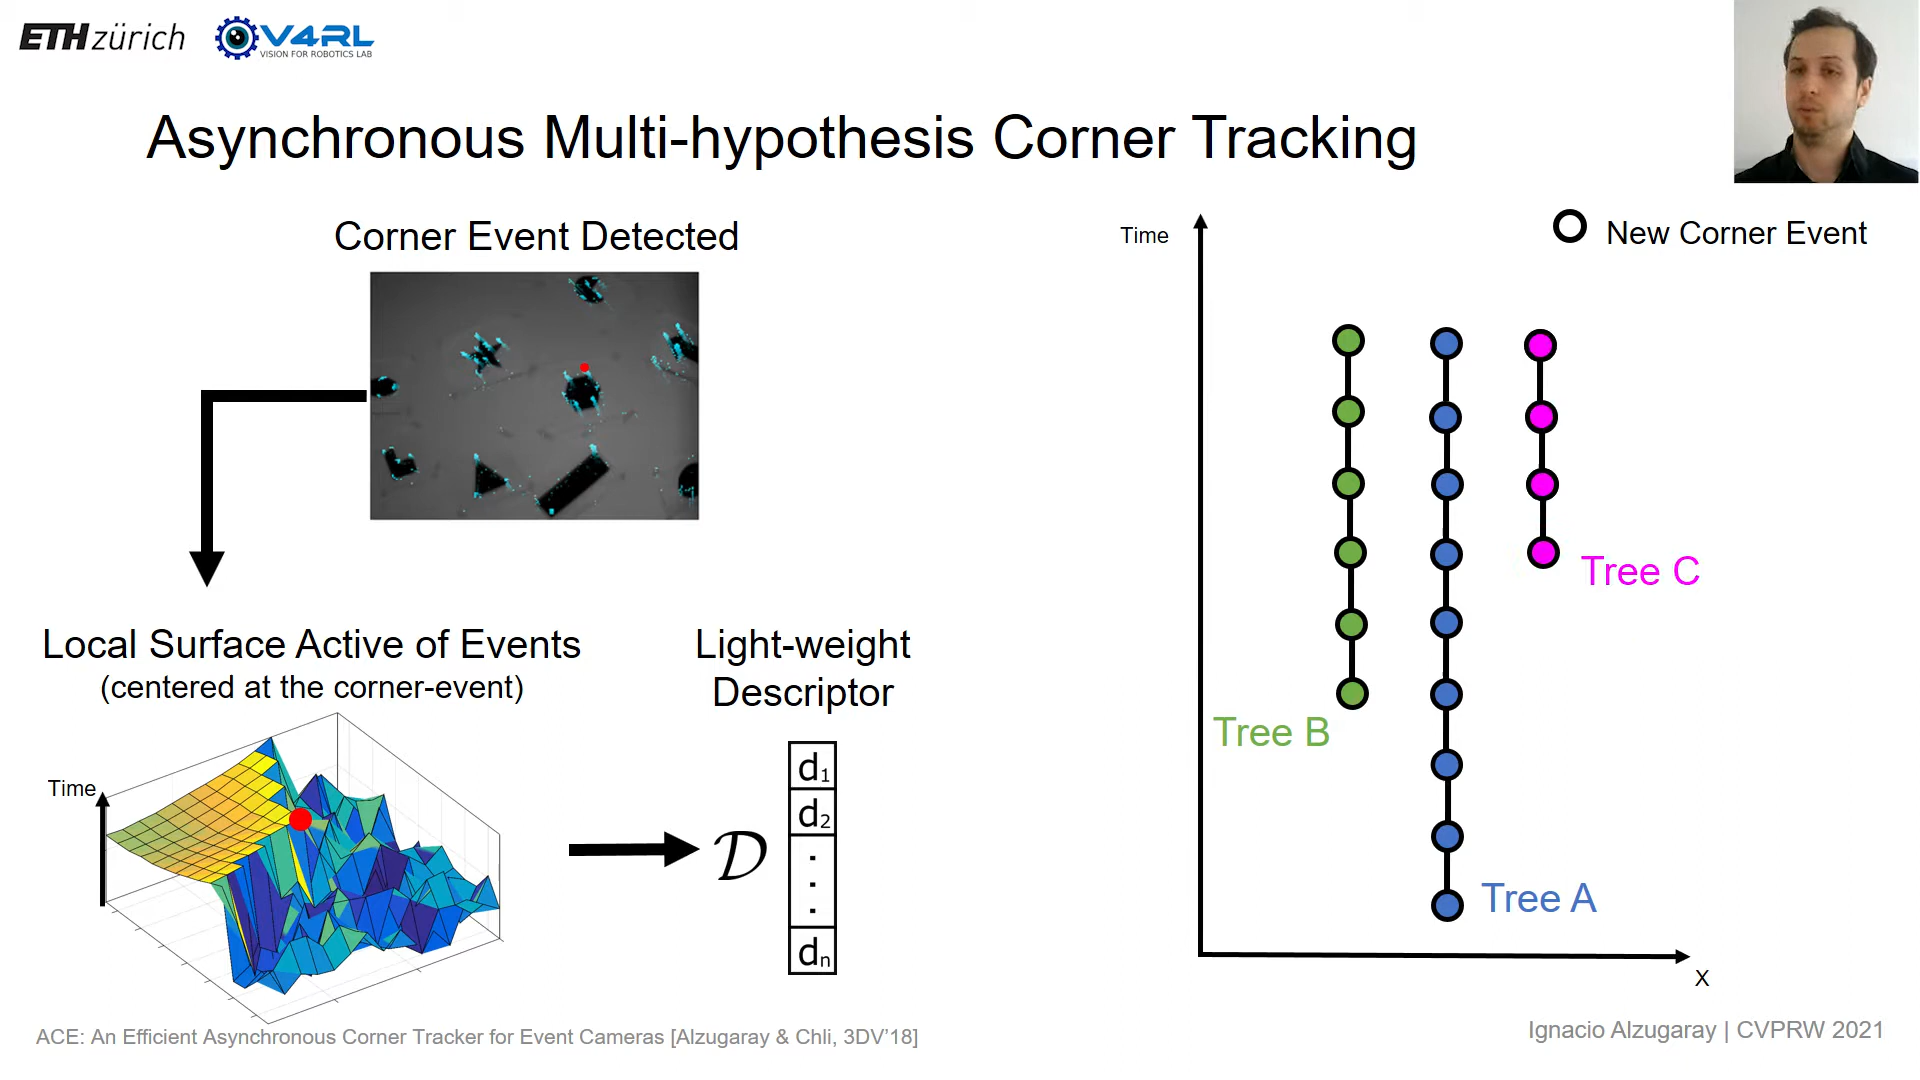 ETH zürich
V4RL
VISION FOR ROBOTICS LAB
Asynchronous Multi-hypothesis Corner Tracking
Corner Event Detected
Local Surface Active of Events
(centered at the corner-event)
Time
Light-weight
Descriptor
𝒟
d1
d2
.
.
.
dn
Time
New Corner Event
Tree C
Tree B
Tree A
X
ACE: An Efficient Asynchronous Corner Tracker for Event Cameras [Alzugaray & Chli, 3DV'18]
Ignacio Alzugaray | CVPRW 2021